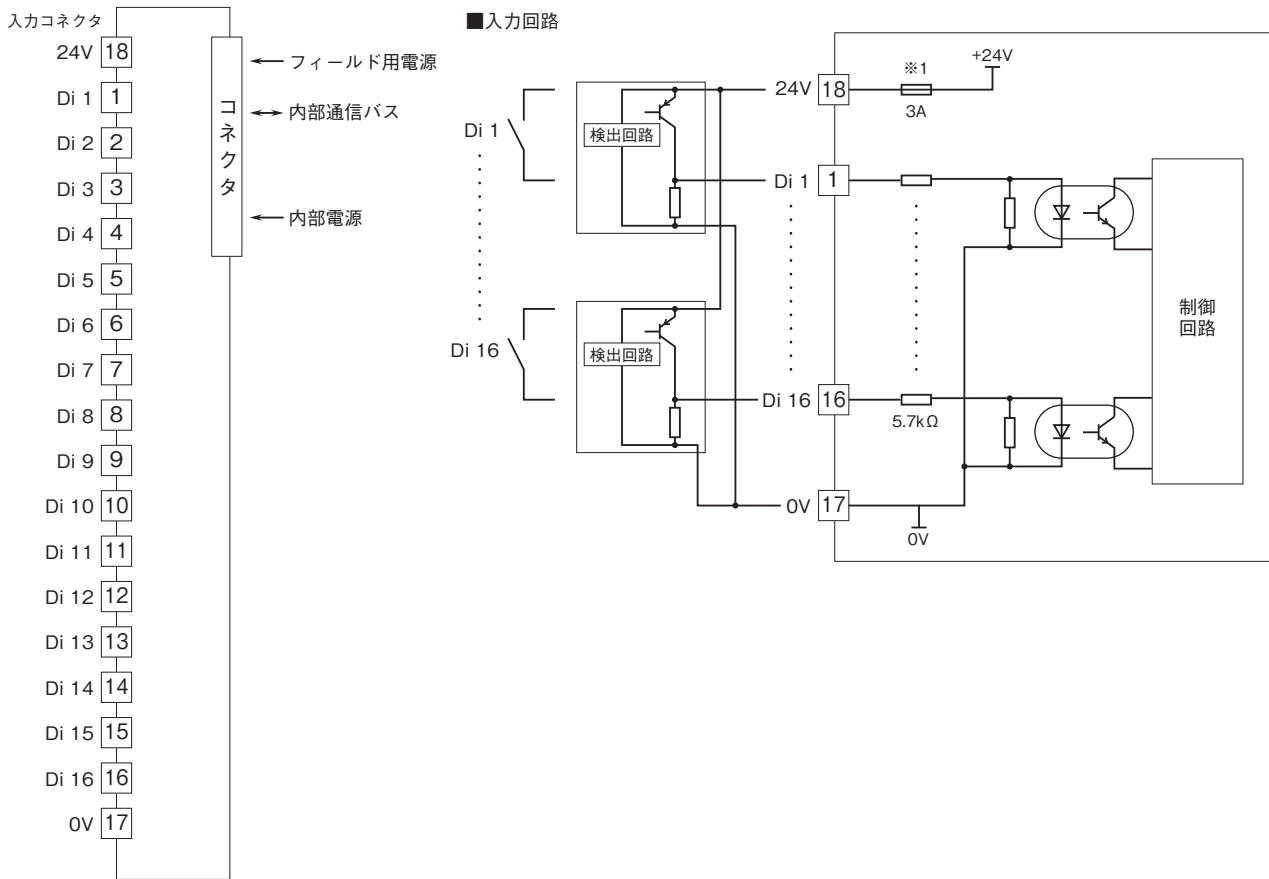 入力コネクタ
24V 18
Di 1 1
Di 2 2
Di 3 3
Di 4 4
Di 5 5
Di 6 6
Di 7 7
Di 8 8
Di 9 9
Di 10 10
Di 11 11
Di 12 12
Di 13 13
Di 14 14
Di 15 15
Di 16 16
0V 17
コネクタ
フィールド用電源
内部通信バス
内部電源
■入力回路
Di 1
検出回路
Di 16
検出回路
24V 18
※1
3A
+24V
Di 1 1
Di 16 16
5.7kΩ
0V 17
0V
制御
回路